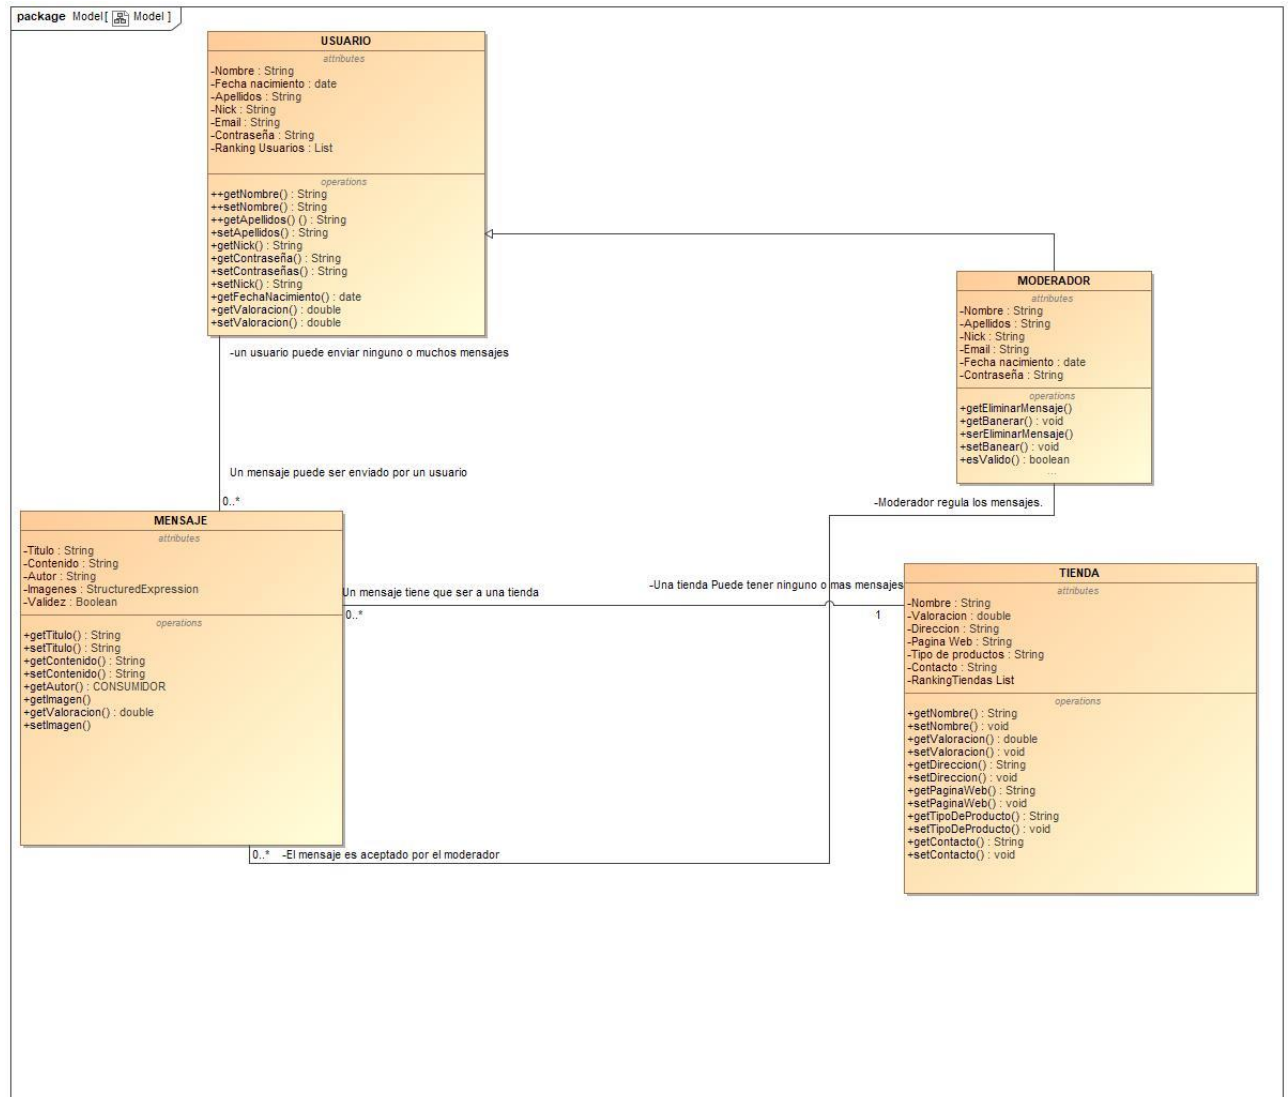 package Model[ Model ]
USUARIO
attributes
-Nombre : String
-Fecha nacimiento : date
-Apellidos : String
-Nick : String
-Email : String
-Contraseña : String
-Ranking Usuarios : List
operations
++getNombre() : String
++setNombre() : String
++getApellidos() () : String
+setApellidos() : String
+getNick() : String
+getContraseña() : String
+setContraseñas() : String
+setNick() : String
+getFechaNacimiento() : date
+getValoracion() : double
+setValoracion() : double
MODERADOR
attributes
-Nombre : String
-Apellidos : String
-Nick : String
-Email : String
-Fecha nacimiento : date
-Contraseña : String
operations
+getEliminarMensaje()
+getBanerar() : void
+serEliminarMensaje()
+setBanear() : void
+esValido() : boolean
...
-un usuario puede enviar ninguno o muchos mensajes
Un mensaje puede ser enviado por un usuario
0..*
-Moderador regula los mensajes.
MENSAJE
attributes
-Titulo : String
-Contenido : String
-Autor : String
-Imagenes : StructuredExpression
-Validez : Boolean
operations
+getTitulo() : String
+setTitulo() : String
+getContenido() : String
+setContenido() : String
+getAutor() : CONSUMIDOR
+getImagen()
+getValoracion() : double
+setImagen()
Un mensaje tiene que ser a una tienda
0..*
-Una tienda Puede tener ninguno o mas mensajes
1
TIENDA
attributes
-Nombre : String
-Valoracion : double
-Direccion : String
-Pagina Web : String
-Tipo de productos : String
-Contacto : String
-RankingTiendas List
operations
+getNombre() : String
+setNombre() : void
+getValoracion() : double
+setValoracion() : void
+getDireccion() : String
+setDireccion() : void
+getPaginaWeb() : String
+setPaginaWeb() : void
+getTipoDeProducto() : String
+setTipoDeProducto() : void
+getContacto() : String
+setContacto() : void
0..*
-El mensaje es aceptado por el moderador